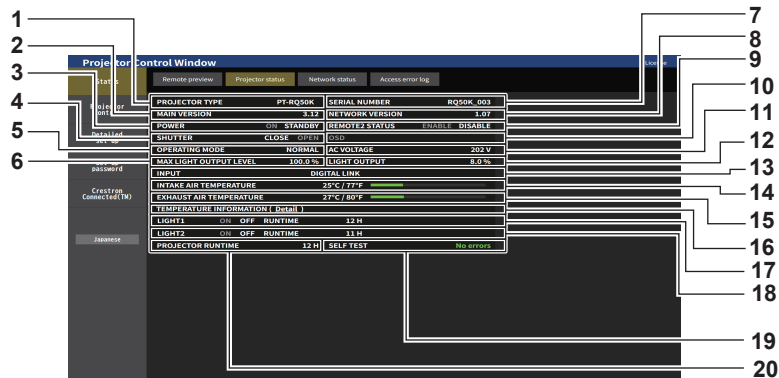 1
2
3
4
5
6
7
8
9
10
11
12
13
14
15
16
17
18
19
20
Projector Control Window
License
Status
Remote preview
Projector status
Network status
Access error log
Detailed
set up
password
Crestron
Connected(TM)
Japanese
PROJECTOR TYPE PT-RQ50K SERIAL NUMBER RQ50K_003
MAIN VERSION 3.12 NETWORK VERSION 1.07
POWER ON STANDBY REMOTE2 STATUS ENABLE DISABLE
SHUTTER CLOSE OPEN OSD
OPERATING MODE NORMAL AC VOLTAGE 202 V
MAX LIGHT OUTPUT LEVEL 100.0 % LIGHT OUTPUT 8.0 %
INPUT DIGITAL LINK
INTAKE AIR TEMPERATURE 25°C / 77°F
EXHAUST AIR TEMPERATURE 27°C / 80°F
TEMPERATURE INFORMATION ( Detail )
LIGHT1 ON OFF RUNTIME 12 H
LIGHT2 ON OFF RUNTIME 11 H
PROJECTOR RUNTIME 12 H SELF TEST No errors